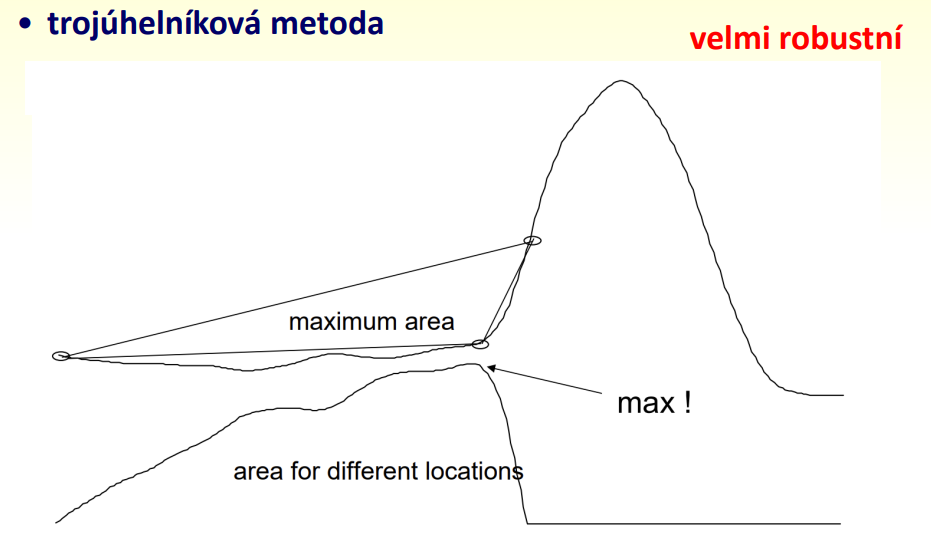 • trojúhelníková metoda
velmi robustní
maximum area
max !
area for different locations